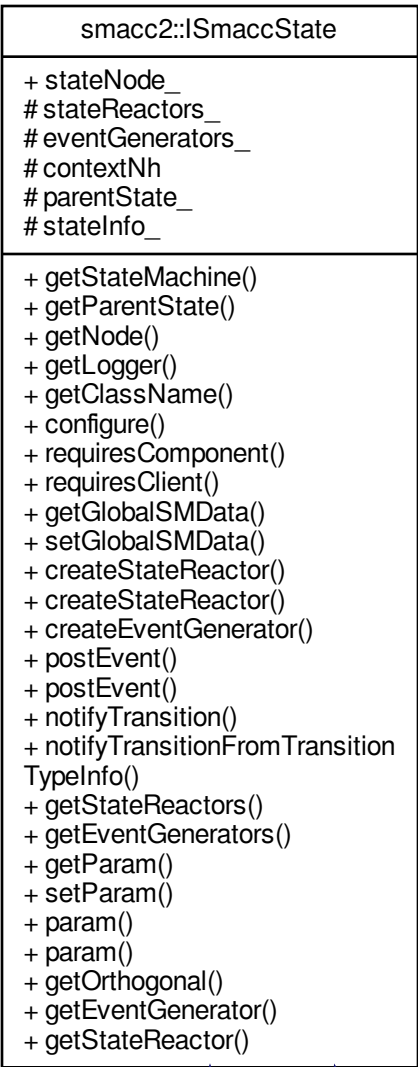 smacc2::ISmaccState
+ stateNode_
# stateReactors_
# eventGenerators_
# contextNh
# parentState_
# stateInfo_
+ getStateMachine()
+ getParentState()
+ getNode()
+ getLogger()
+ getClassName()
+ configure()
+ requiresComponent()
+ requiresClient()
+ getGlobalSMData()
+ setGlobalSMData()
+ createStateReactor()
+ createStateReactor()
+ createEventGenerator()
+ postEvent()
+ postEvent()
+ notifyTransition()
+ notifyTransitionFromTransition
TypeInfo()
+ getStateReactors()
+ getEventGenerators()
+ getParam()
+ setParam()
+ param()
+ param()
+ getOrthogonal()
+ getEventGenerator()
+ getStateReactor()